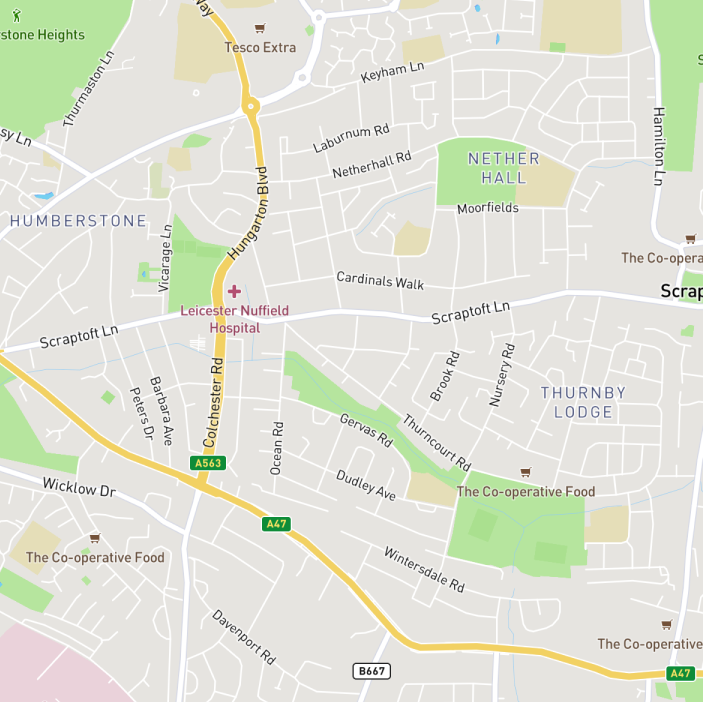 Way
stone Heights
Tesco Extra
Thurmaston Ln
Keyham Ln
sy Ln
Laburnum Rd
Netherhall Rd
NETHER
HALL
Hamilton Ln
Moorfields
HUMBERSTONE
Vicarage Ln
Hungarton Blvd
The Co-opera
Cardinals Walk
Scrap
Leicester Nuffield
Hospital
Scraptoft Ln
Scraptoft Ln
Barbara Ave
Peters Dr
Colchester Rd
Brook Rd
Nursery Rd
THURNBY
LODGE
Ocean Rd
Gervas Rd
Thurncourt Rd
A563
Dudley Ave
The Co-operative Food
Wicklow Dr
A47
The Co-operative Food
Wintersdale Rd
Davenport Rd
The Co-operative
B667
A47